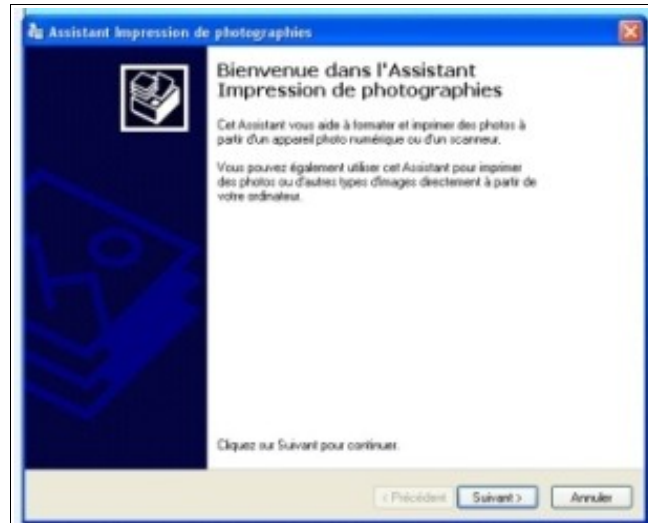 Assistant Impression de photographies
Bienvenue dans l'Assistant
Impression de photographies
Cet Assistant vous aide à formater et imprimer des photos à
partir d'un appareil photo numérique ou d'un scanneur.
Vous pouvez également utiliser cet Assistant pour imprimer
des photos ou d'autres types d'images directement à partir de
votre ordinateur.
Cliquez sur Suivant pour continuer.
< Précédent Suivant > Annuler